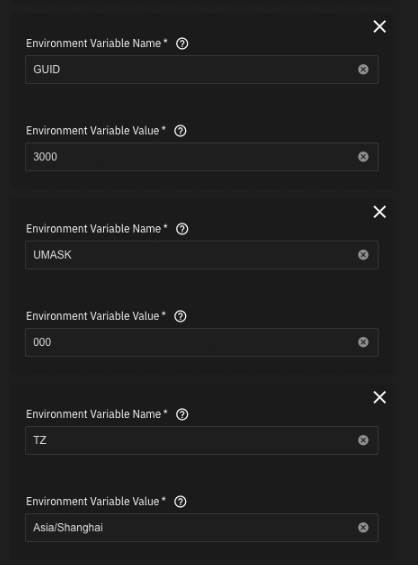 Environment Variable Name *
GUID
Environment Variable Value *
3000
Environment Variable Name *
UMASK
Environment Variable Value *
000
Environment Variable Name *
TZ
Environment Variable Value *
Asia/Shanghai